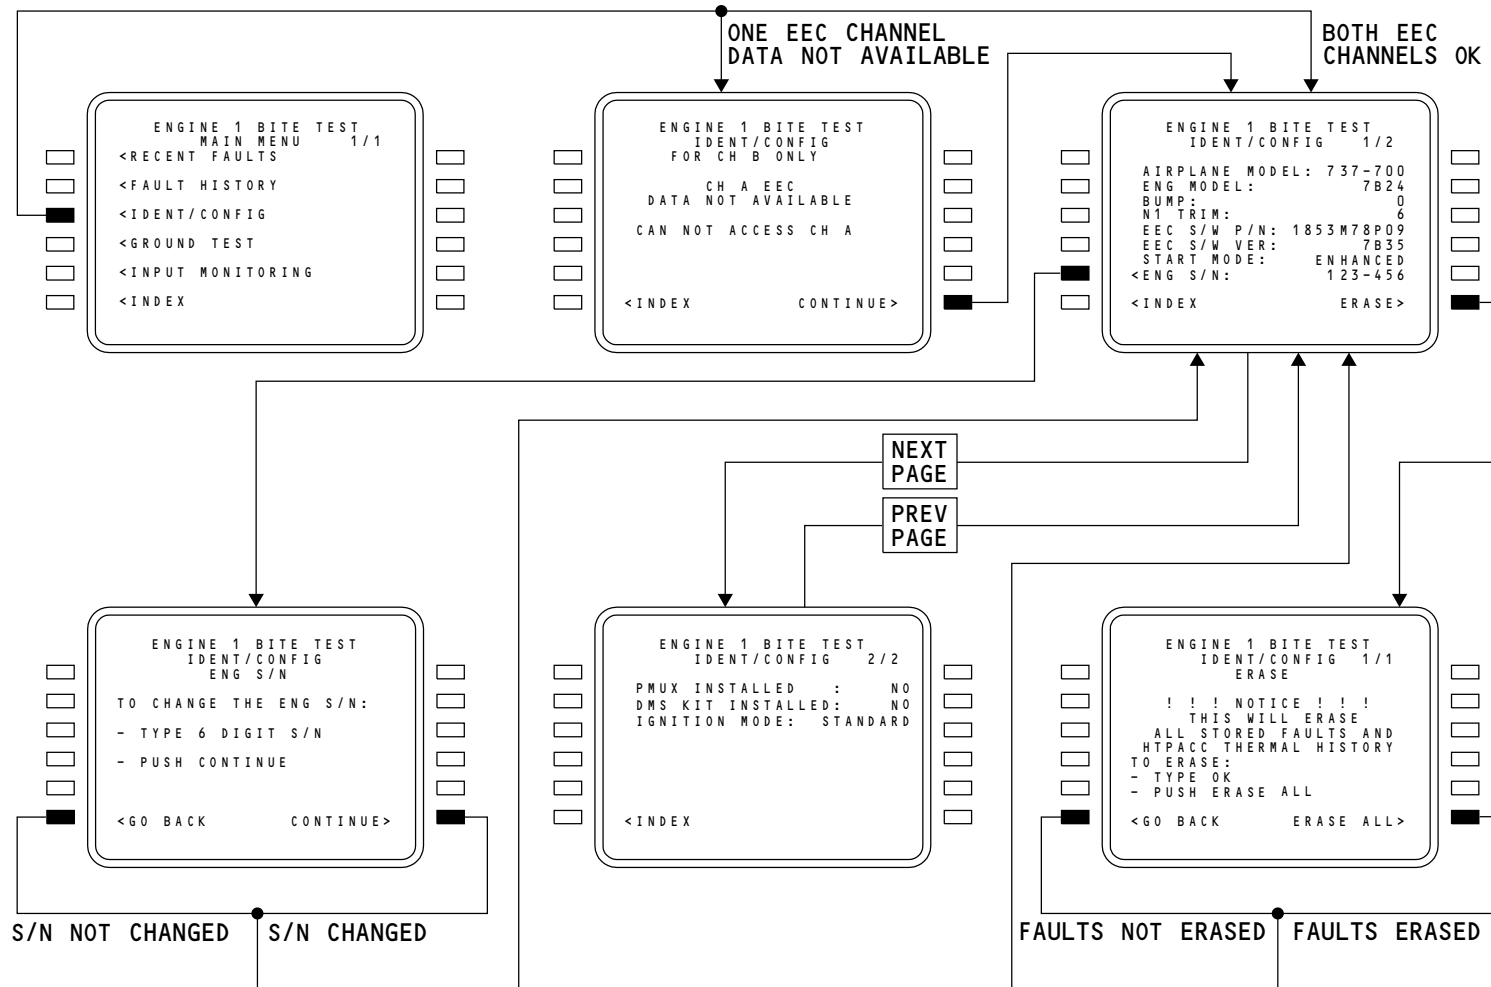 ONE EEC CHANNEL
DATA NOT AVAILABLE
BOTH EEC
CHANNELS OK
ENGINE 1 BITE TEST
MAIN MENU 1/1
<RECENT FAULTS
<FAULT HISTORY
<IDENT/CONFIG
<GROUND TEST
<INPUT MONITORING
<INDEX
ENGINE 1 BITE TEST
IDENT/CONFIG
FOR CH B ONLY
CH A EEC
DATA NOT AVAILABLE
CAN NOT ACCESS CH A
<INDEX CONTINUE>
ENGINE 1 BITE TEST
IDENT/CONFIG 1/2
AIRPLANE MODEL: 737-700
ENG MODEL: 7B24
BUMP: 0
N1 TRIM: 6
EEC S/W P/N: 1853M78P09
EEC S/W VER: 7B35
START MODE: ENHANCED
<ENG S/N: 123-456
<INDEX ERASE>
NEXT
PAGE
PREV
PAGE
ENGINE 1 BITE TEST
IDENT/CONFIG
ENG S/N
TO CHANGE THE ENG S/N:
- TYPE 6 DIGIT S/N
- PUSH CONTINUE
<GO BACK CONTINUE>
ENGINE 1 BITE TEST
IDENT/CONFIG 2/2
PMUX INSTALLED : NO
DMS KIT INSTALLED: NO
IGNITION MODE: STANDARD
<INDEX
ENGINE 1 BITE TEST
IDENT/CONFIG 1/1
ERASE
! ! ! NOTICE ! ! !
THIS WILL ERASE
ALL STORED FAULTS AND
HTPACC THERMAL HISTORY
TO ERASE:
- TYPE OK
- PUSH ERASE ALL
<GO BACK ERASE ALL>
S/N NOT CHANGED S/N CHANGED
FAULTS NOT ERASED FAULTS ERASED